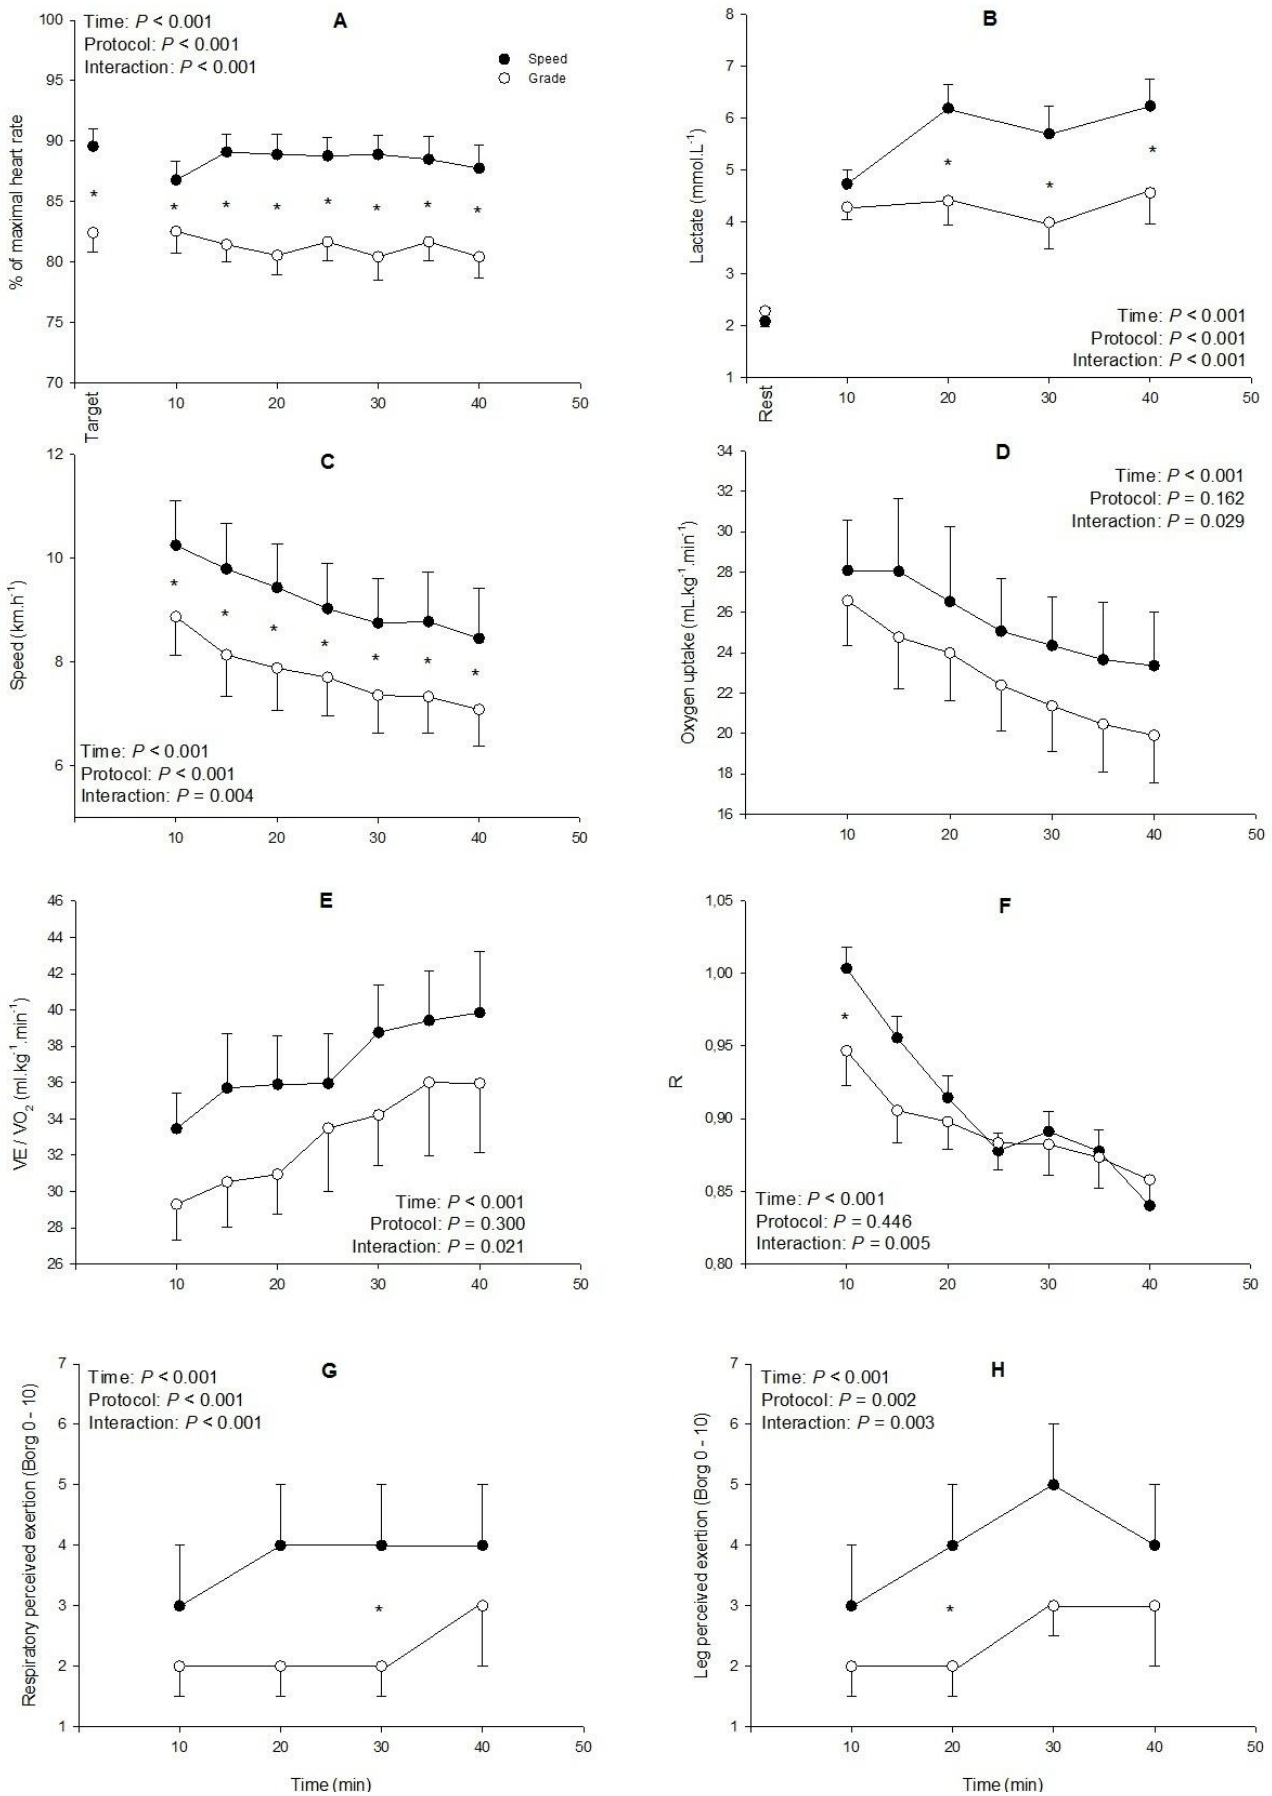 A
Time: P < 0.001
Protocol: P < 0.001
Interaction: P < 0.001
Speed
Grade
% of maximal heart rate
100
95
90
85
80
75
70
Target
10
20
30
40
50
*
*
*
*
*
*
*
*
B
Lactate (mmol.L⁻¹)
8
7
6
5
4
3
2
1
*
*
*
Time: P < 0.001
Protocol: P < 0.001
Interaction: P < 0.001
Rest
10
20
30
40
50
C
Speed (km.h⁻¹)
12
10
8
6
*
*
*
*
*
*
*
Time: P < 0.001
Protocol: P < 0.001
Interaction: P = 0.004
10
20
30
40
50
D
Time: P < 0.001
Protocol: P = 0.162
Interaction: P = 0.029
Oxygen uptake (mL.kg⁻¹.min⁻¹)
34
32
30
28
26
24
22
20
18
16
10
20
30
40
50
E
VE / VO₂ (ml.kg⁻¹.min⁻¹)
46
44
42
40
38
36
34
32
30
28
26
Time: P < 0.001
Protocol: P = 0.300
Interaction: P = 0.021
10
20
30
40
50
F
R
1,05
1,00
0,95
0,90
0,85
0,80
*
Time: P < 0.001
Protocol: P = 0.446
Interaction: P = 0.005
10
20
30
40
50
G
Time: P < 0.001
Protocol: P < 0.001
Interaction: P < 0.001
Respiratory perceived exertion (Borg 0 - 10)
7
6
5
4
3
2
1
*
10
20
30
40
50
Time (min)
H
Time: P < 0.001
Protocol: P = 0.002
Interaction: P = 0.003
Leg perceived exertion (Borg 0 - 10)
7
6
5
4
3
2
1
*
10
20
30
40
50
Time (min)